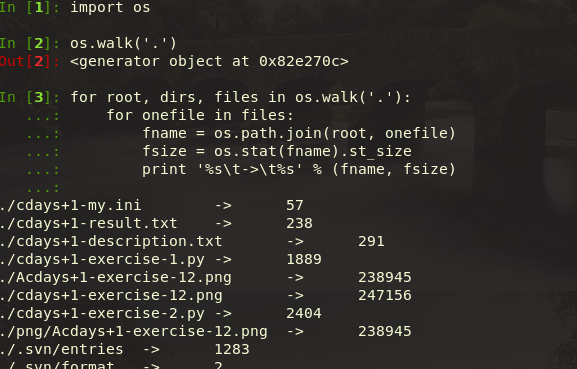 In [1]: import os
In [2]: os.walk('.')
Out[2]: <generator object at 0x82e270c>
In [3]: for root, dirs, files in os.walk('.'):
   ...:     for onefile in files:
   ...:         fname = os.path.join(root, onefile)
   ...:         fsize = os.stat(fname).st_size
   ...:         print '%s\t->\t%s' % (fname, fsize)
   ...:
./cdays+1-my.ini        ->      57
./cdays+1-result.txt    ->      238
./cdays+1-description.txt       ->      291
./cdays+1-exercise-1.py ->      1889
./Acdays+1-exercise-12.png      ->      238945
./cdays+1-exercise-12.png       ->      247156
./cdays+1-exercise-2.py ->      2404
./png/Acdays+1-exercise-12.png  ->      238945
./.svn/entries  ->      1283
./.svn/format   ->      2